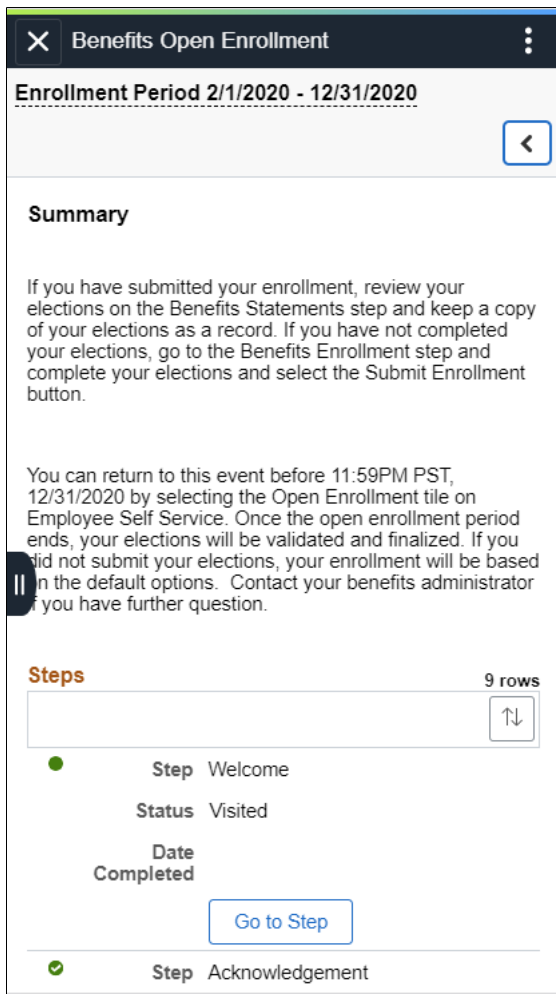 Benefits Open Enrollment
Enrollment Period 2/1/2020 - 12/31/2020
Summary
If you have submitted your enrollment, review your
elections on the Benefits Statements step and keep a copy
of your elections as a record. If you have not completed
your elections, go to the Benefits Enrollment step and
complete your elections and select the Submit Enrollment
button.
You can return to this event before 11:59PM PST,
12/31/2020 by selecting the Open Enrollment tile on
Employee Self Service. Once the open enrollment period
ends, your elections will be validated and finalized. If you
did not submit your elections, your enrollment will be based
on the default options.  Contact your benefits administrator
if you have further question.
Steps
9 rows
Step Welcome
Status Visited
Date
Completed
Go to Step
Step Acknowledgement